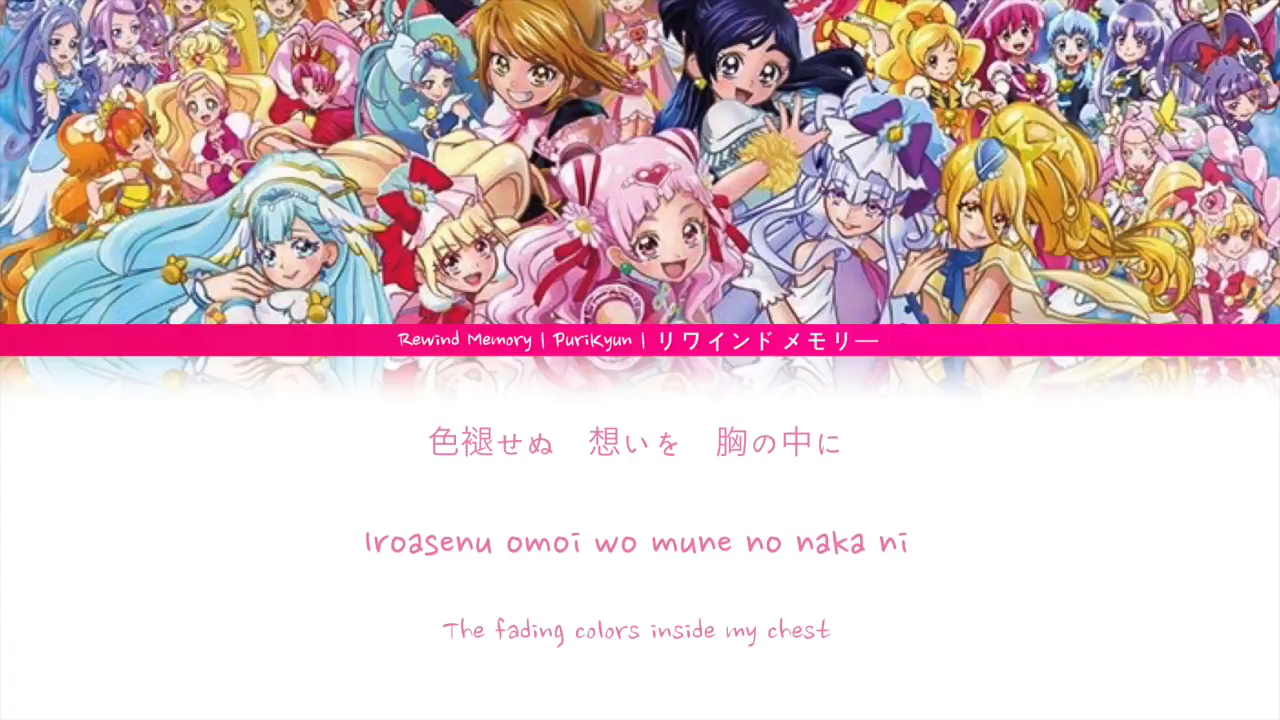 Rewind Memory | PuriKyun | リワインド メモリー
色褪せぬ　想いを　胸の中に
Iroasenu omoi wo mune no naka ni
The fading colors inside my chest